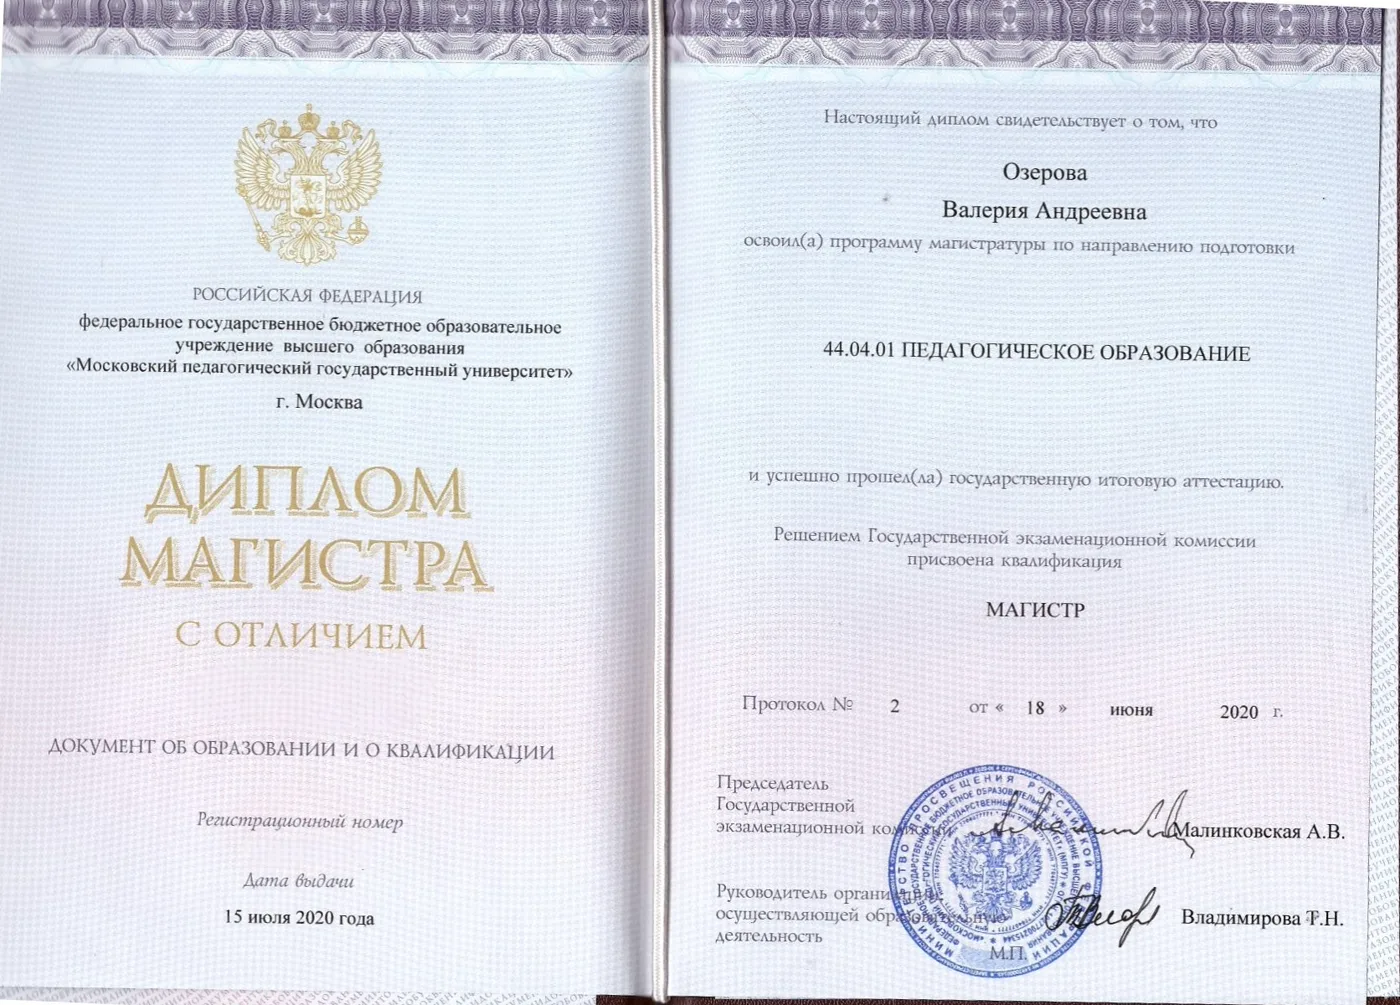 РОССИЙСКАЯ ФЕДЕРАЦИЯ
федеральное государственное бюджетное образовательное
учреждение высшего образования
«Московский педагогический государственный университет»
г. Москва
ДИПЛОМ
МАГИСТРА
С ОТЛИЧИЕМ
ДОКУМЕНТ ОБ ОБРАЗОВАНИИ И О КВАЛИФИКАЦИИ
Регистрационный номер
Дата выдачи
15 июля 2020 года
Настоящий диплом свидетельствует о том, что
Озерова
Валерия Андреевна
освоил(а) программу магистратуры по направлению подготовки
44.04.01 ПЕДАГОГИЧЕСКОЕ ОБРАЗОВАНИЕ
и успешно прошел(ла) государственную итоговую аттестацию.
Решением Государственной экзаменационной комиссии
присвоена квалификация
МАГИСТР
Протокол № 2 от « 18 » июня 2020 г.
Председатель
Государственной
экзаменационной комиссии Малинковская А.В.
Руководитель организации,
осуществляющей образовательную Владимирова Т.Н.
деятельность
М.П.